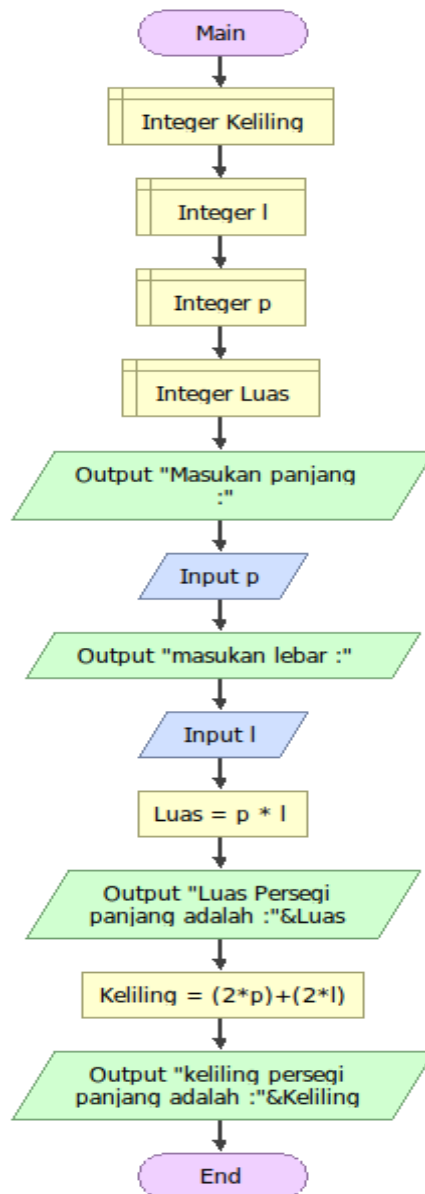 Main
Integer Keliling
Integer l
Integer p
Integer Luas
Output "Masukan panjang
:"
Input p
Output "masukan lebar :"
Input l
Luas = p * l
Output "Luas Persegi
panjang adalah :"&Luas
Keliling = (2*p)+(2*l)
Output "keliling persegi
panjang adalah :"&Keliling
End